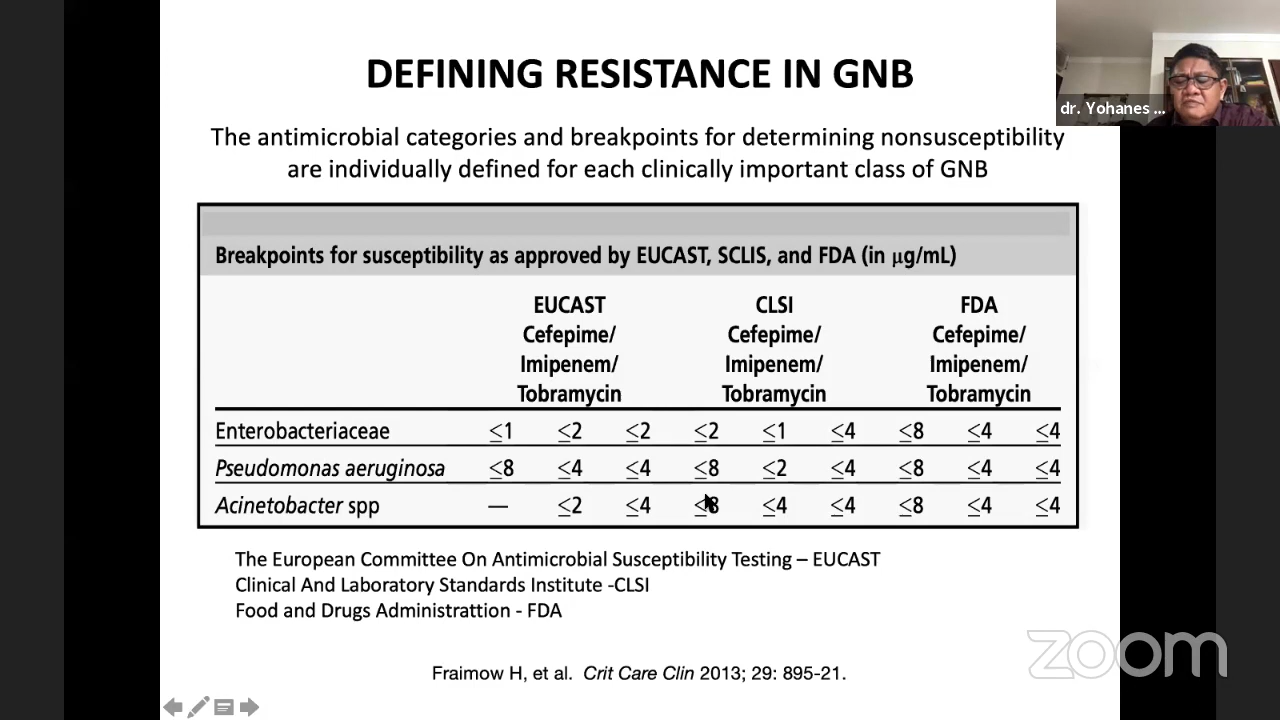 DEFINING RESISTANCE IN GNB
dr. Yohanes ...
The antimicrobial categories and breakpoints for determining nonsusceptibility
are individually defined for each clinically important class of GNB
Breakpoints for susceptibility as approved by EUCAST, SCLIS, and FDA (in µg/mL)
EUCAST CLSI FDA
Cefepime/ Cefepime/ Cefepime/
Imipenem/ Imipenem/ Imipenem/
Tobramycin Tobramycin Tobramycin
Enterobacteriaceae ≤1 ≤2 ≤2 ≤2 ≤1 ≤4 ≤8 ≤4 ≤4
Pseudomonas aeruginosa ≤8 ≤4 ≤4 ≤8 ≤2 ≤4 ≤8 ≤4 ≤4
Acinetobacter spp — ≤2 ≤4 ≤8 ≤4 ≤4 ≤8 ≤4 ≤4
The European Committee On Antimicrobial Susceptibility Testing – EUCAST
Clinical And Laboratory Standards Institute -CLSI
Food and Drugs Administrattion - FDA
zoom
Fraimow H, et al. Crit Care Clin 2013; 29: 895-21.